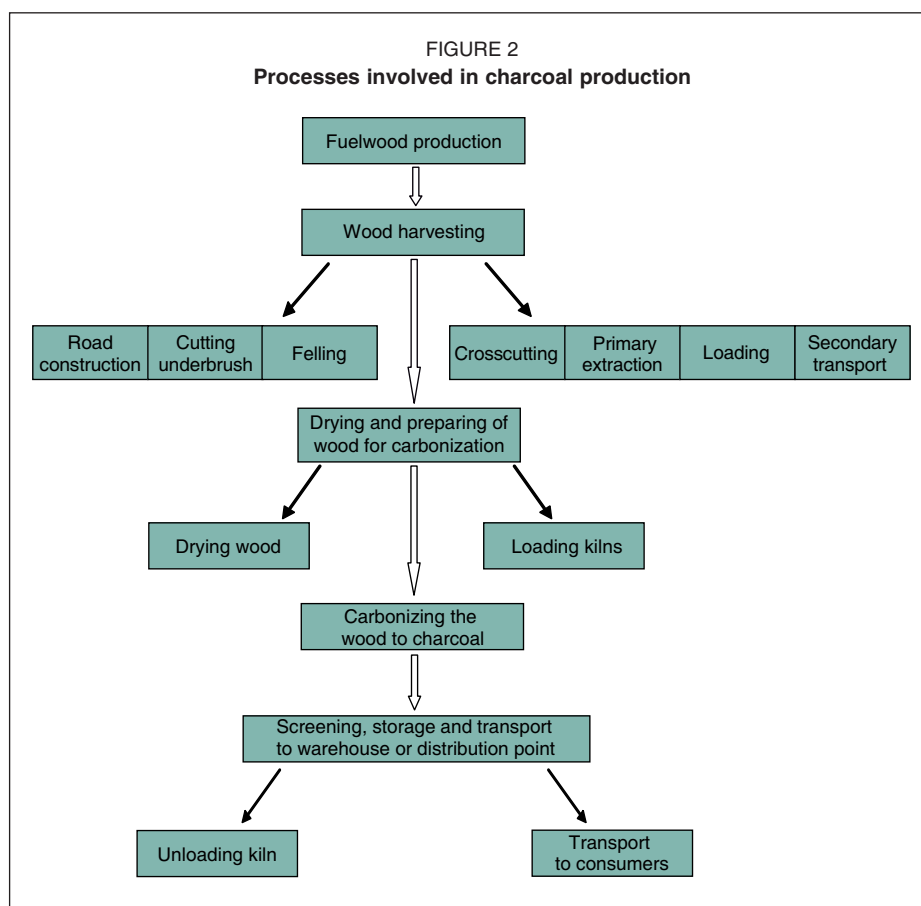 FIGURE 2
Processes involved in charcoal production
Fuelwood production
Wood harvesting
Road
construction
Cutting
underbrush
Felling
Crosscutting
Primary
extraction
Loading
Secondary
transport
Drying and preparing of
wood for carbonization
Drying wood
Loading kilns
Carbonizing the
wood to charcoal
Screening, storage and transport
to warehouse or distribution point
Unloading kiln
Transport
to consumers